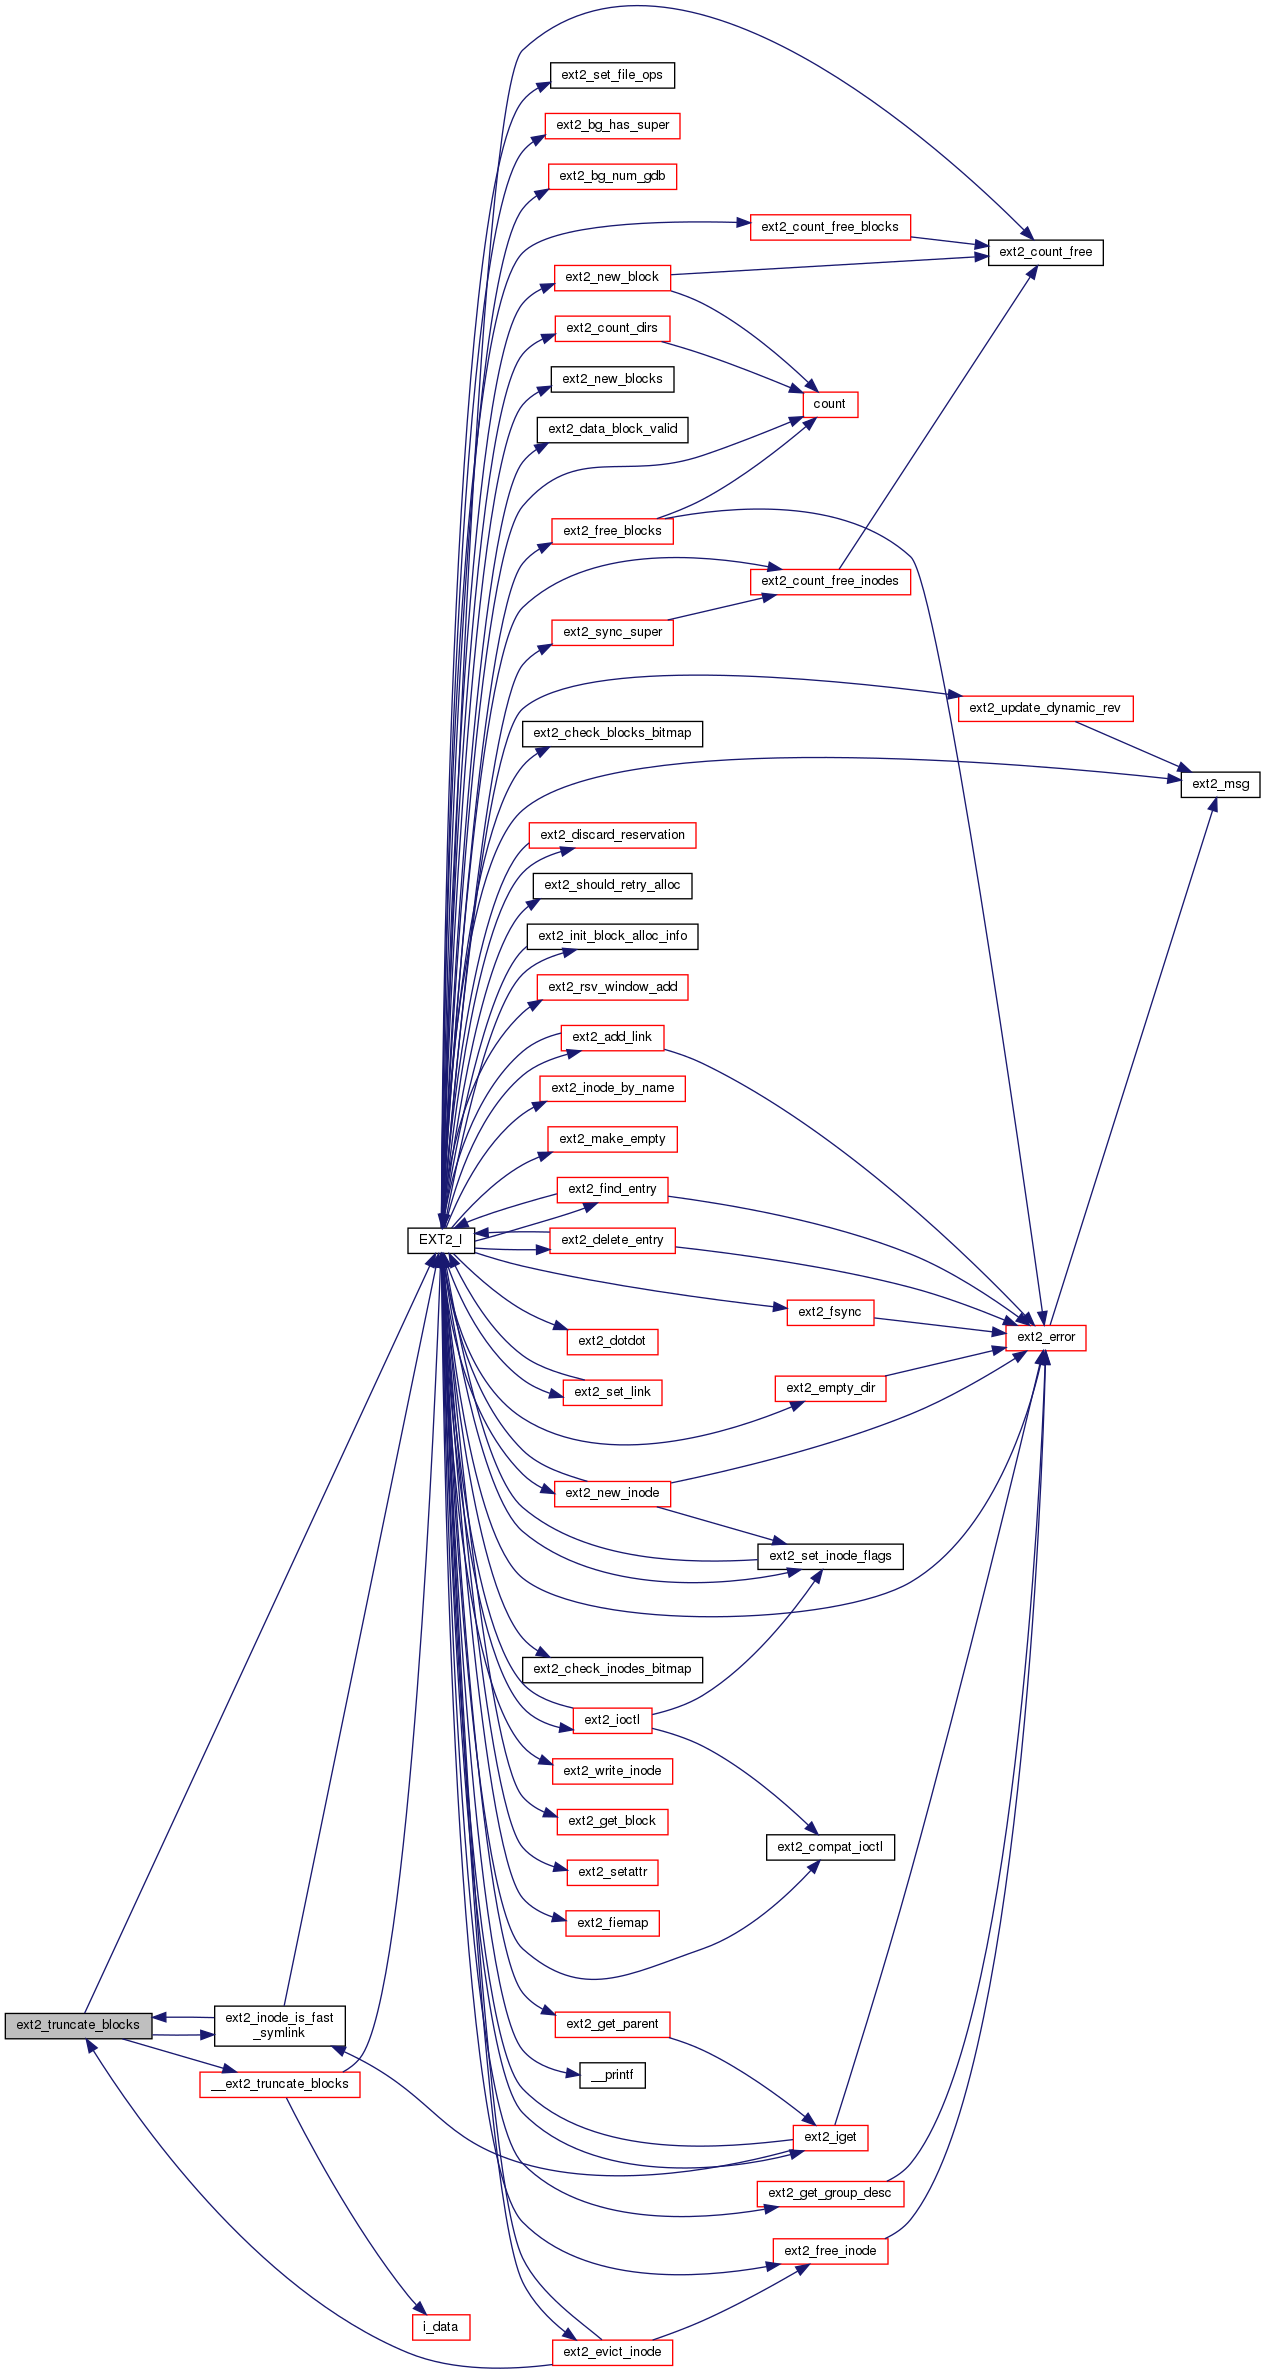 ext2_set_file_ops
ext2_bg_has_super
ext2_bg_num_gdb
ext2_count_free_blocks
ext2_count_free
ext2_new_block
ext2_count_dirs
ext2_new_blocks
count
ext2_data_block_valid
ext2_free_blocks
ext2_count_free_inodes
ext2_sync_super
ext2_update_dynamic_rev
ext2_check_blocks_bitmap
ext2_msg
ext2_discard_reservation
ext2_should_retry_alloc
ext2_init_block_alloc_info
ext2_rsv_window_add
ext2_add_link
ext2_inode_by_name
ext2_make_empty
ext2_find_entry
EXT2_I
ext2_delete_entry
ext2_fsync
ext2_dotdot
ext2_error
ext2_set_link
ext2_empty_dir
ext2_new_inode
ext2_set_inode_flags
ext2_check_inodes_bitmap
ext2_ioctl
ext2_write_inode
ext2_get_block
ext2_compat_ioctl
ext2_setattr
ext2_fiemap
ext2_truncate_blocks
ext2_inode_is_fast
_symlink
ext2_get_parent
__ext2_truncate_blocks
__printf
ext2_iget
ext2_get_group_desc
ext2_free_inode
i_data
ext2_evict_inode